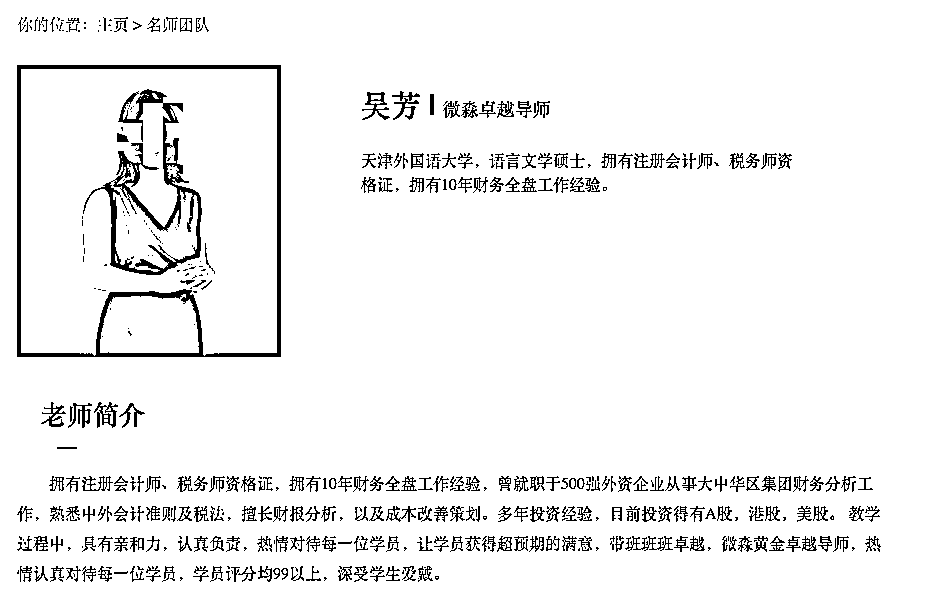 你的位置：主页 > 名师团队
吴芳 | 微淼卓越导师
天津外国语大学，语言文学硕士，拥有注册会计师、税务师资
格证，拥有10年财务全盘工作经验。
老师简介
拥有注册会计师、税务师资格证，拥有10年财务全盘工作经验，曾就职于500强外资企业从事大中华区集团财务分析工
作，熟悉中外会计准则及税法，擅长财报分析，以及成本改善策划。多年投资经验，目前投资得有A股，港股，美股。 教学
过程中，具有亲和力，认真负责，热情对待每一位学员，让学员获得超预期的满意，带班班班卓越，微淼黄金卓越导师，热
情认真对待每一位学员，学员评分均99以上，深受学生爱戴。